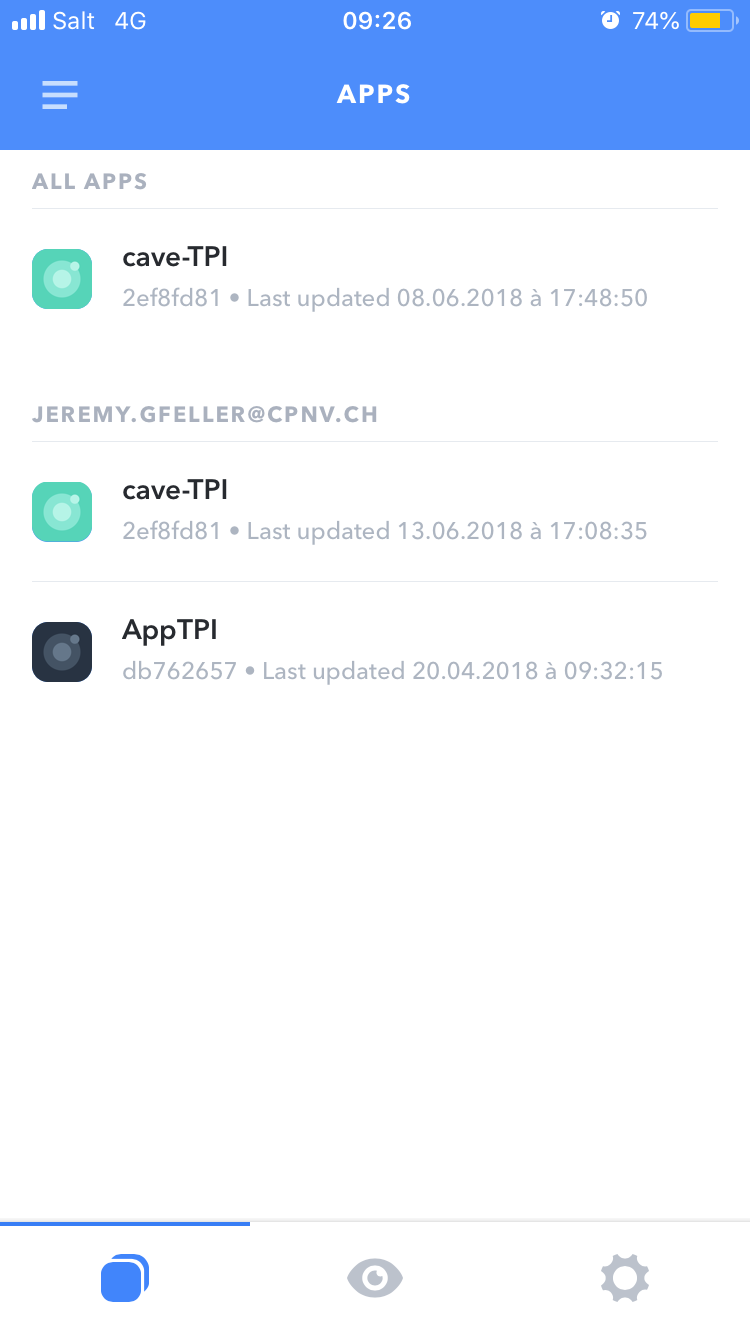 Salt 4G 09:26 74%
APPS
ALL APPS
cave-TPI
2ef8fd81 • Last updated 08.06.2018 à 17:48:50
JEREMY.GFELLER@CPNV.CH
cave-TPI
2ef8fd81 • Last updated 13.06.2018 à 17:08:35
AppTPI
db762657 • Last updated 20.04.2018 à 09:32:15